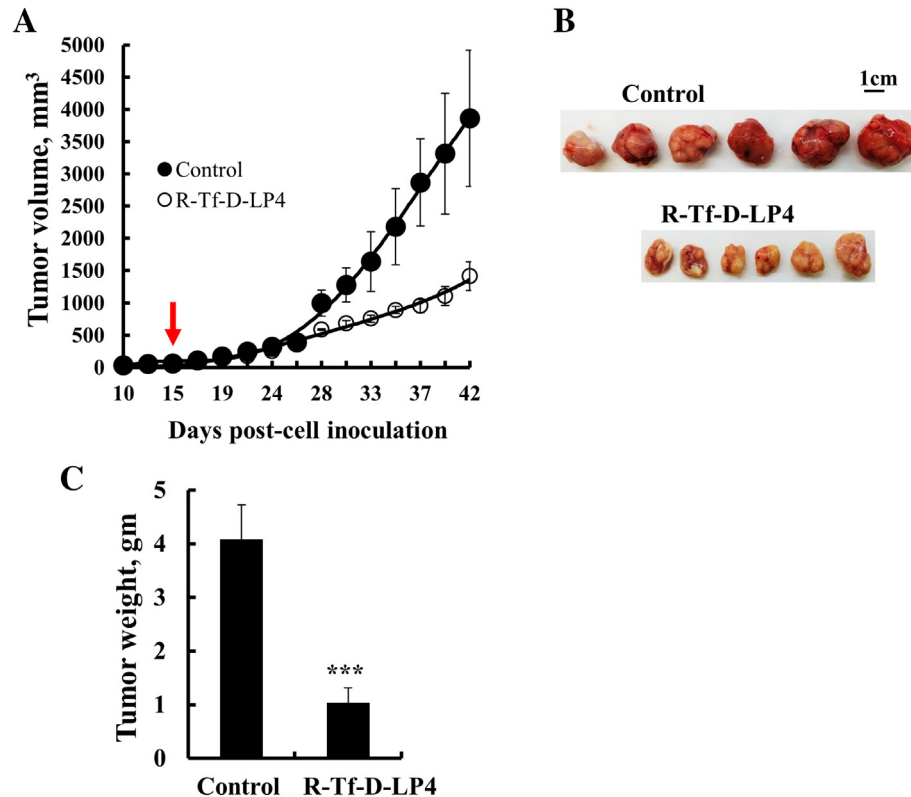 A
Tumor volume, mm³
5000
4500
4000
3500
3000
2500
2000
1500
1000
500
0
Control
R-Tf-D-LP4
10 15 19 24 28 33 37 42
Days post-cell inoculation
B
1cm
Control
R-Tf-D-LP4
C
Tumor weight, gm
5
4
3
2
1
0
***
Control R-Tf-D-LP4